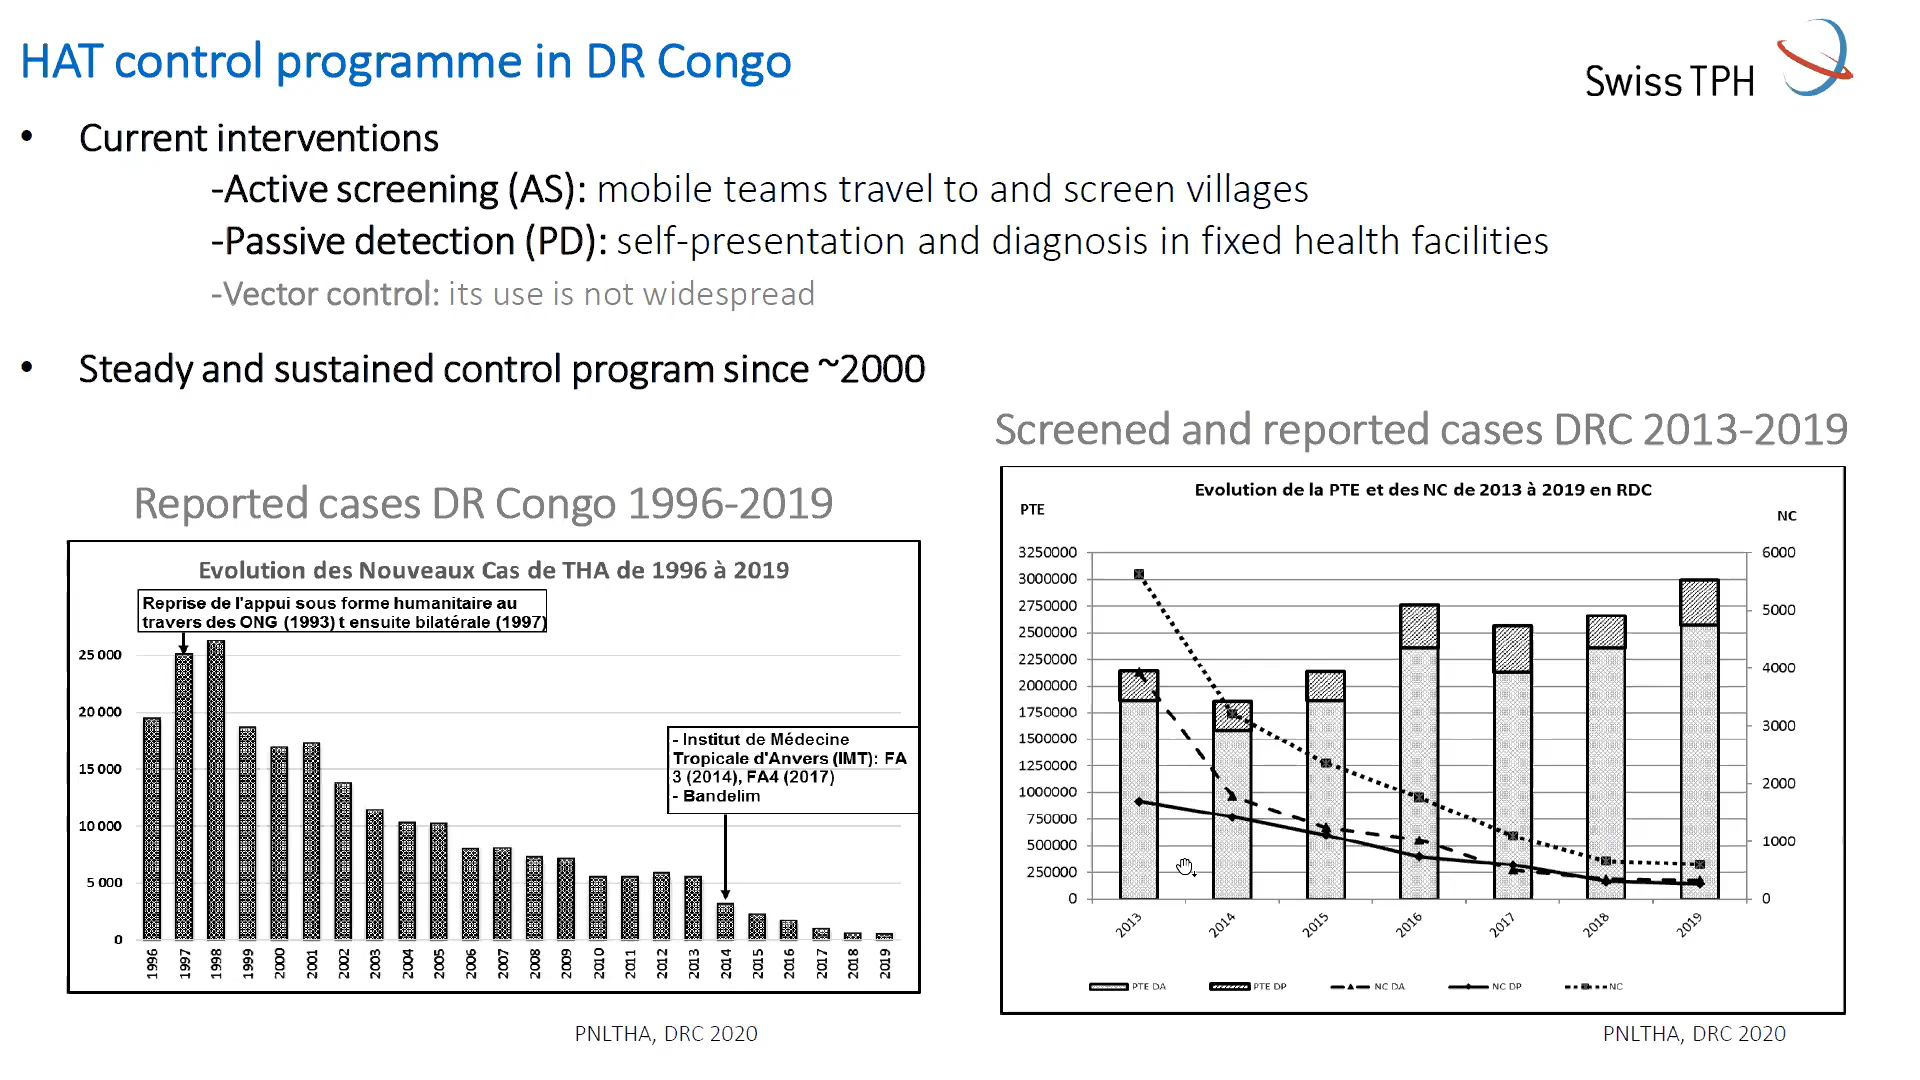 HAT control programme in DR Congo
Swiss TPH
• Current interventions
-Active screening (AS): mobile teams travel to and screen villages
-Passive detection (PD): self-presentation and diagnosis in fixed health facilities
-Vector control: its use is not widespread
• Steady and sustained control program since ~2000
Reported cases DR Congo 1996-2019
Evolution des Nouveaux Cas de THA de 1996 à 2019
Reprise de l'appui sous forme humanitaire au
travers des ONG (1993) t ensuite bilatérale (1997)
25 000
20 000
15 000
10 000
5 000
0
- Institut de Médecine
Tropicale d'Anvers (IMT): FA
3 (2014), FA4 (2017)
- Bandelim
1996 1997 1998 1999 2000 2001 2002 2003 2004 2005 2006 2007 2008 2009 2010 2011 2012 2013 2014 2015 2016 2017 2018 2019
PNLTHA, DRC 2020
Screened and reported cases DRC 2013-2019
Evolution de la PTE et des NC de 2013 à 2019 en RDC
PTE
NC
3250000
3000000
2750000
2500000
2250000
2000000
1750000
1500000
1250000
1000000
750000
500000
250000
0
6000
5000
4000
3000
2000
1000
0
2013 2014 2015 2016 2017 2018 2019
PTE DA PTE DP NC DA NC DP NC
PNLTHA, DRC 2020